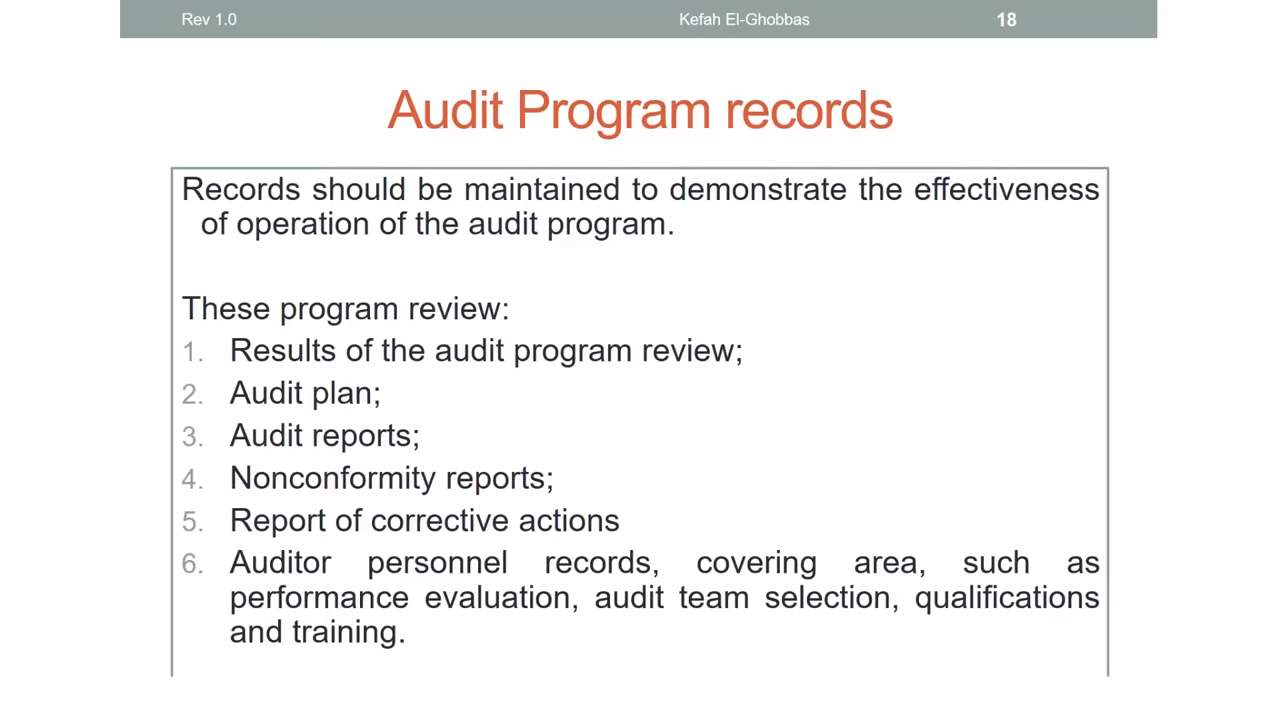 Rev 1.0
Kefah El-Ghobbas
18
Audit Program records
Records should be maintained to demonstrate the effectiveness
of operation of the audit program.
These program review:
1. Results of the audit program review;
2. Audit plan;
3. Audit reports;
4. Nonconformity reports;
5. Report of corrective actions
6. Auditor personnel records, covering area, such as
performance evaluation, audit team selection, qualifications
and training.